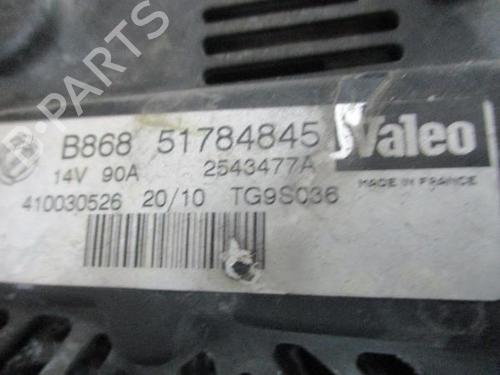 B-PARTS
B868 51784845 Valeo
14V 90A 2543477A MADE IN FRANCE
410030526 20/10 TG9S036